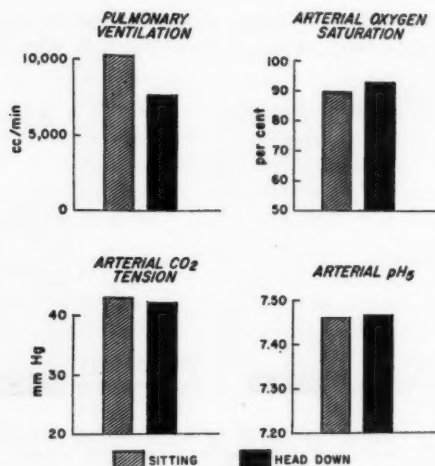 PULMONARY
VENTILATION
10,000
5,000
0
cc/min
ARTERIAL OXYGEN
SATURATION
100
90
80
70
60
50
per cent
ARTERIAL CO2
TENSION
40
30
20
mm Hg
ARTERIAL pH5
7.50
7.40
7.30
7.20
SITTING
HEAD DOWN